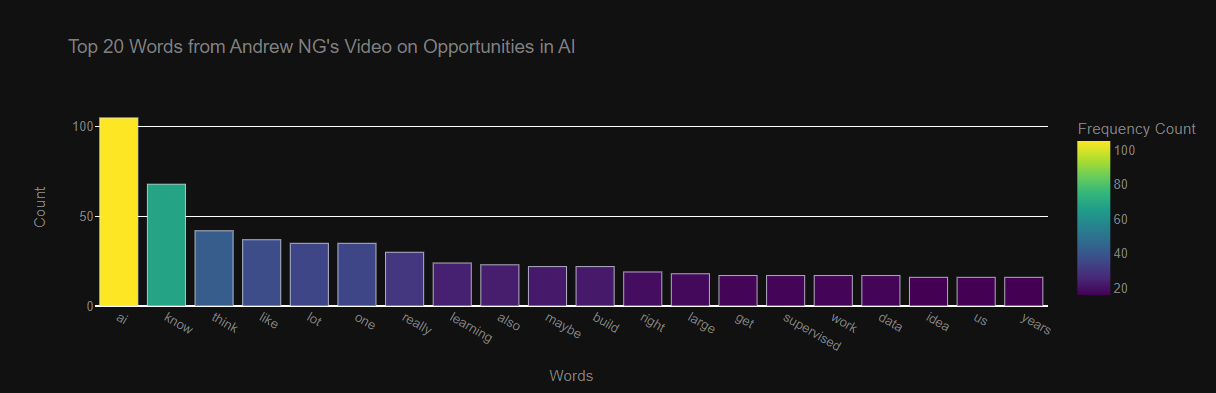 Top 20 Words from Andrew NG's Video on Opportunities in AI
Frequency Count
100
80
60
40
20
Count
100
50
0
ai
know
think
like
lot
one
really
learning
also
maybe
build
right
large
get
supervised
work
data
idea
us
years
Words